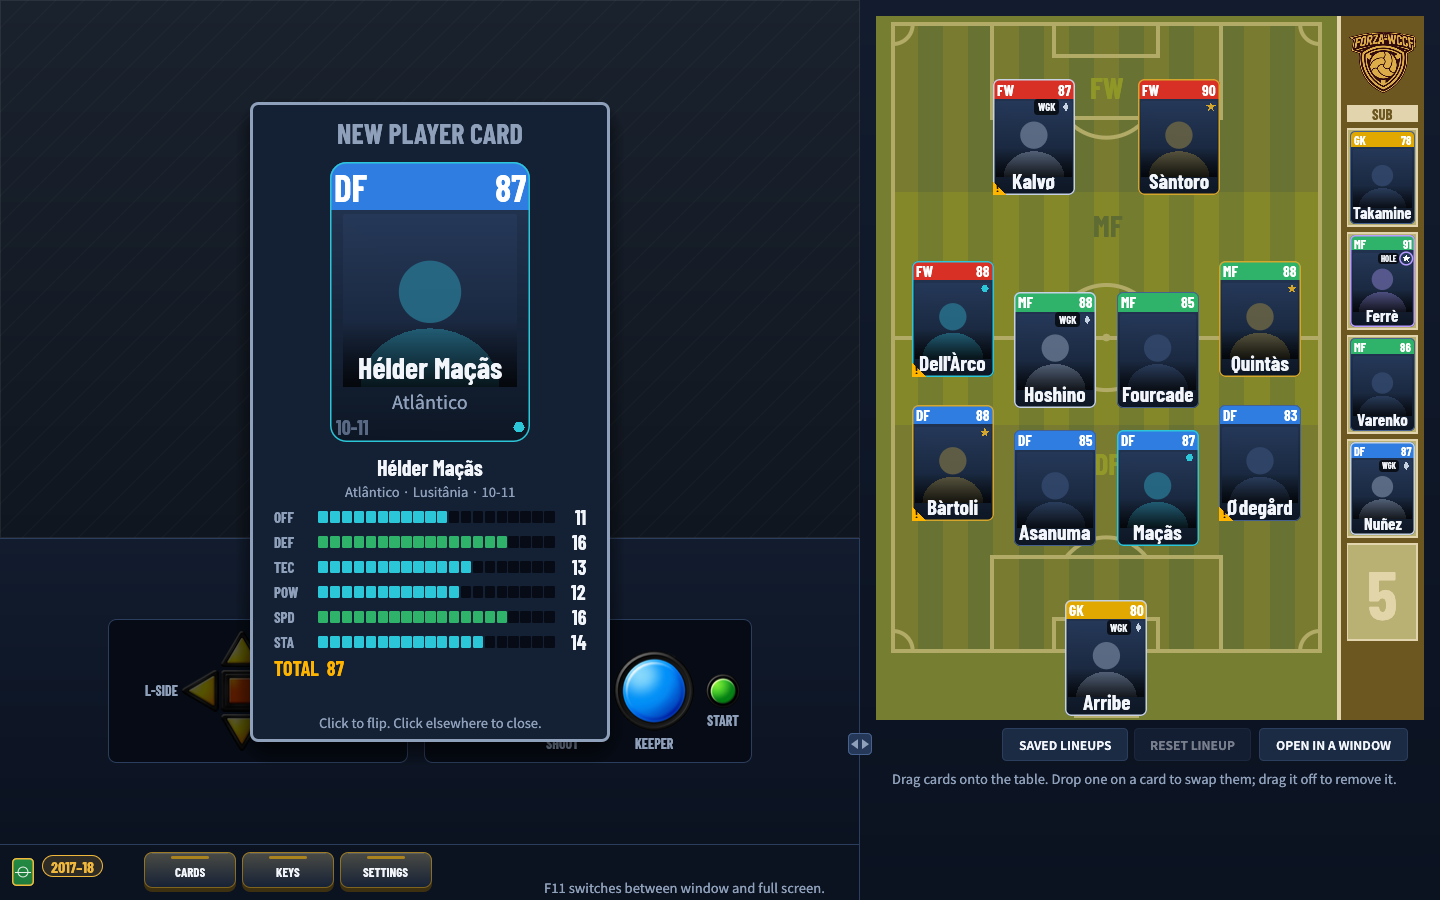 NEW PLAYER CARD
DF 87
Hélder Maçãs
Atlântico
10-11
Hélder Maçãs
Atlântico · Lusitânia · 10-11
OFF 11
DEF 16
TEC 13
POW 12
SPD 16
STA 14
TOTAL 87
Click to flip. Click elsewhere to close.
L-SIDE
SHOOT
KEEPER
START
2017-18
CARDS
KEYS
SETTINGS
F11 switches between window and full screen.
FW
FW 87
WGK
Kalvø
FW 90
Sàntoro
MF
FW 88
Dell'Àrco
MF 88
WGK
Hoshino
MF 85
Fourcade
MF 88
Quintàs
DF
DF 88
Bàrtoli
DF 85
Asanuma
DF 87
Maçãs
DF 83
Ødegård
GK 80
WGK
Arribe
FORZA-WCCF
SUB
GK 78
Takamine
MF 91
HOLE
Ferrè
MF 86
Varenko
DF 87
WGK
Nuñez
5
SAVED LINEUPS
RESET LINEUP
OPEN IN A WINDOW
Drag cards onto the table. Drop one on a card to swap them; drag it off to remove it.